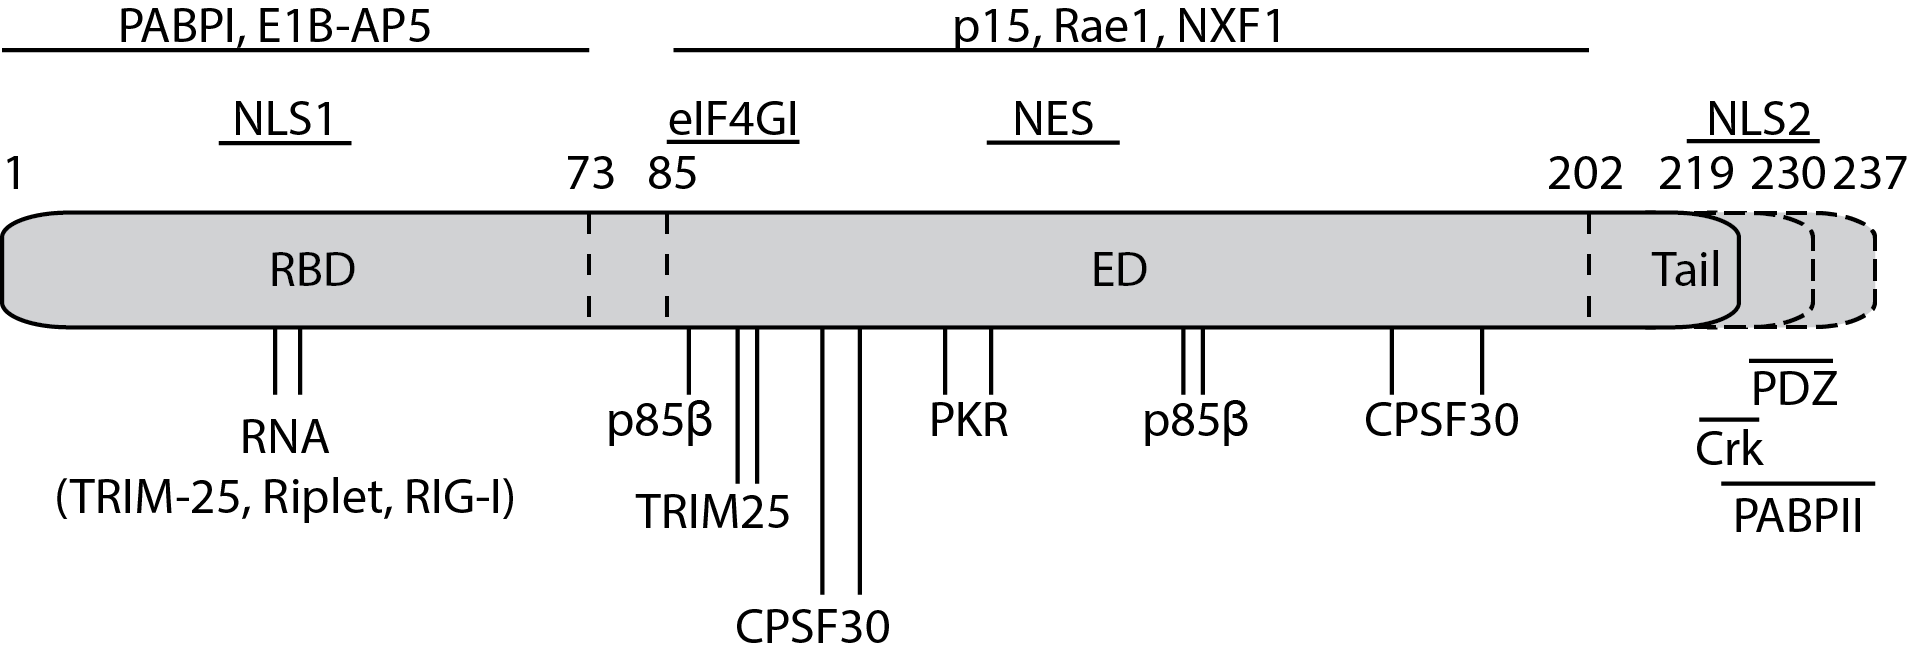 PABPI, E1B-AP5
p15, Rae1, NXF1
NLS1
eIF4GI
NES
NLS2
1
73
85
202
219
230
237
RBD
ED
Tail
RNA
(TRIM-25, Riplet, RIG-I)
p85β
TRIM25
CPSF30
PKR
p85β
CPSF30
PDZ
Crk
PABPII